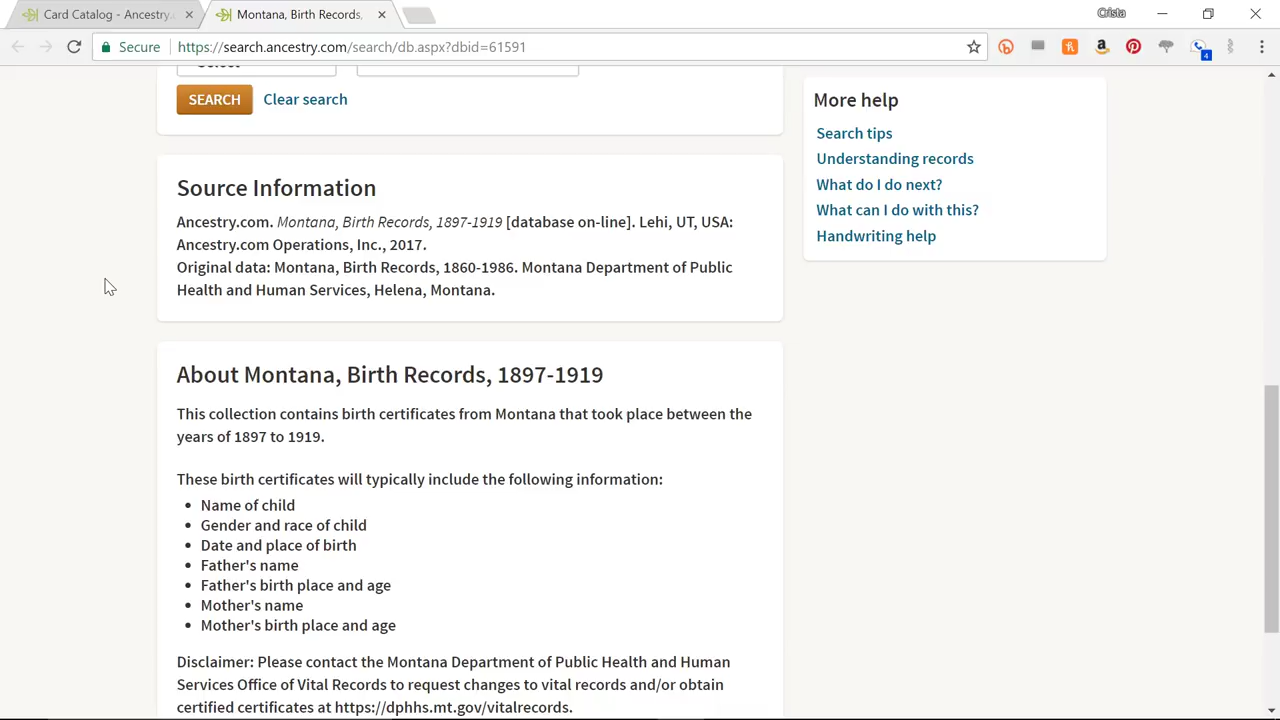 Card Catalog - Ancestry.
Montana, Birth Records,
Crista
Secure
https://search.ancestry.com/search/db.aspx?dbid=61591
4
SEARCH
Clear search
More help
Search tips
Understanding records
What do I do next?
What can I do with this?
Handwriting help
Source Information
Ancestry.com. Montana, Birth Records, 1897-1919 [database on-line]. Lehi, UT, USA:
Ancestry.com Operations, Inc., 2017.
Original data: Montana, Birth Records, 1860-1986. Montana Department of Public
Health and Human Services, Helena, Montana.
About Montana, Birth Records, 1897-1919
This collection contains birth certificates from Montana that took place between the
years of 1897 to 1919.
These birth certificates will typically include the following information:
• Name of child
• Gender and race of child
• Date and place of birth
• Father's name
• Father's birth place and age
• Mother's name
• Mother's birth place and age
Disclaimer: Please contact the Montana Department of Public Health and Human
Services Office of Vital Records to request changes to vital records and/or obtain
certified certificates at https://dphhs.mt.gov/vitalrecords.